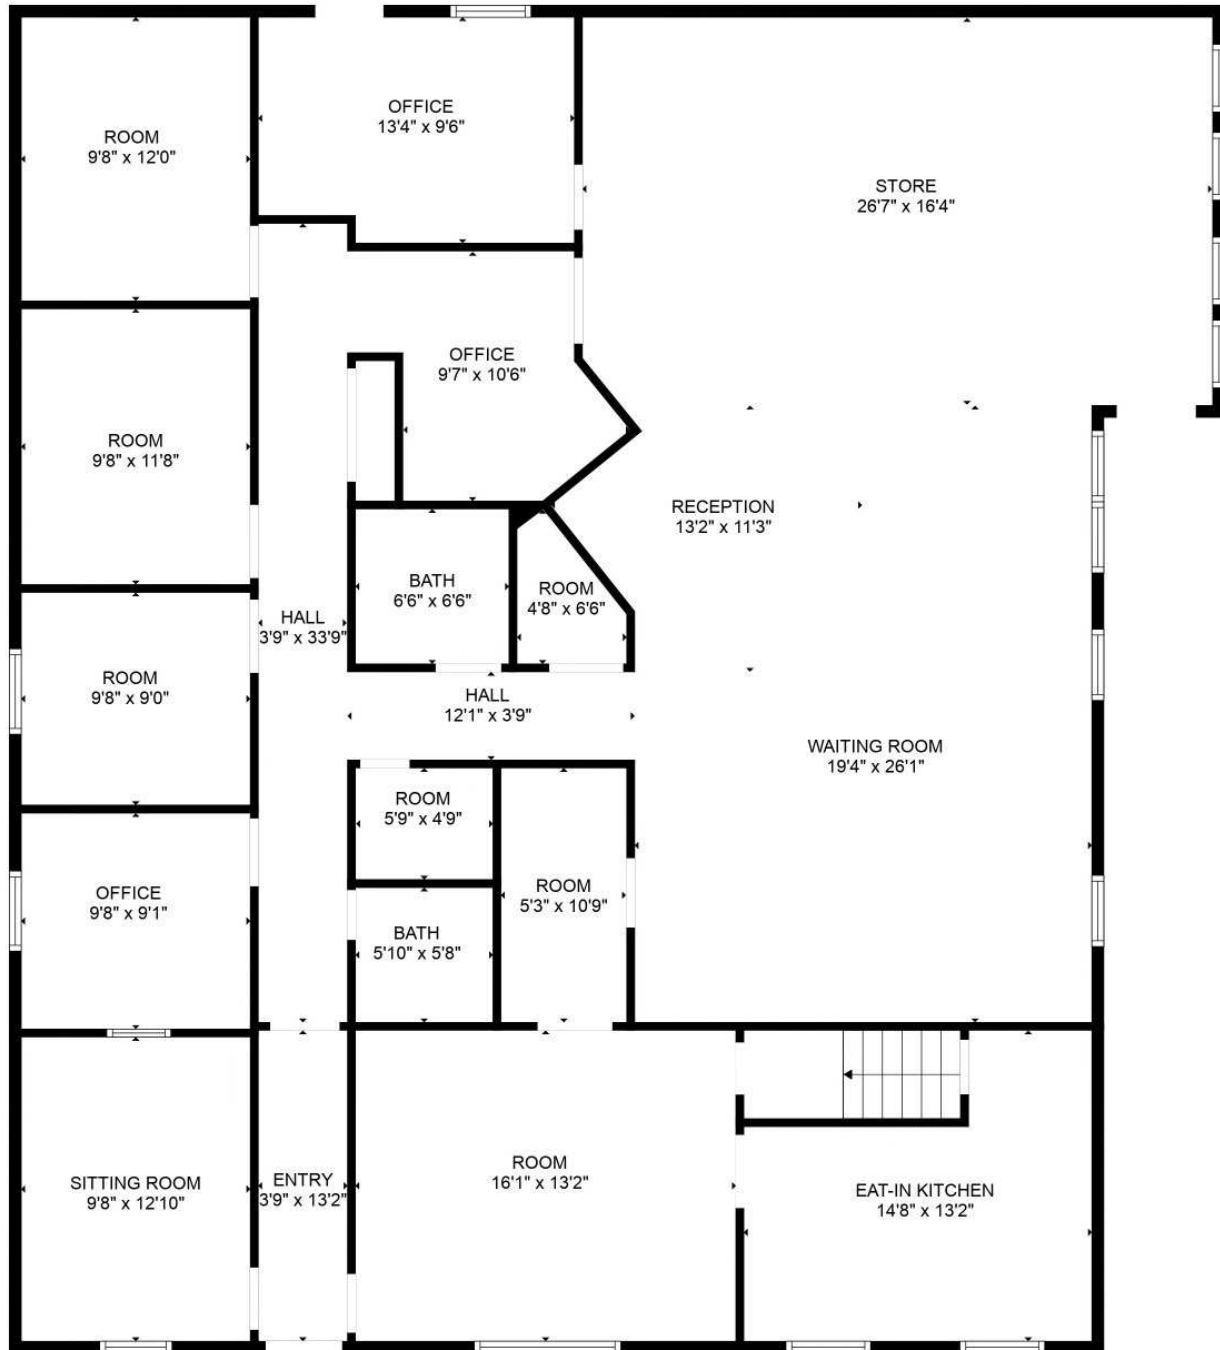 OFFICE
13'4" x 9'6"
ROOM
9'8" x 12'0"
STORE
26'7" x 16'4"
OFFICE
9'7" x 10'6"
ROOM
9'8" x 11'8"
RECEPTION
13'2" x 11'3"
BATH
6'6" x 6'6"
ROOM
4'8" x 6'6"
HALL
3'9" x 33'9"
ROOM
9'8" x 9'0"
HALL
12'1" x 3'9"
WAITING ROOM
19'4" x 26'1"
ROOM
5'9" x 4'9"
OFFICE
9'8" x 9'1"
ROOM
5'3" x 10'9"
BATH
5'10" x 5'8"
SITTING ROOM
9'8" x 12'10"
ENTRY
3'9" x 13'2"
ROOM
16'1" x 13'2"
EAT-IN KITCHEN
14'8" x 13'2"